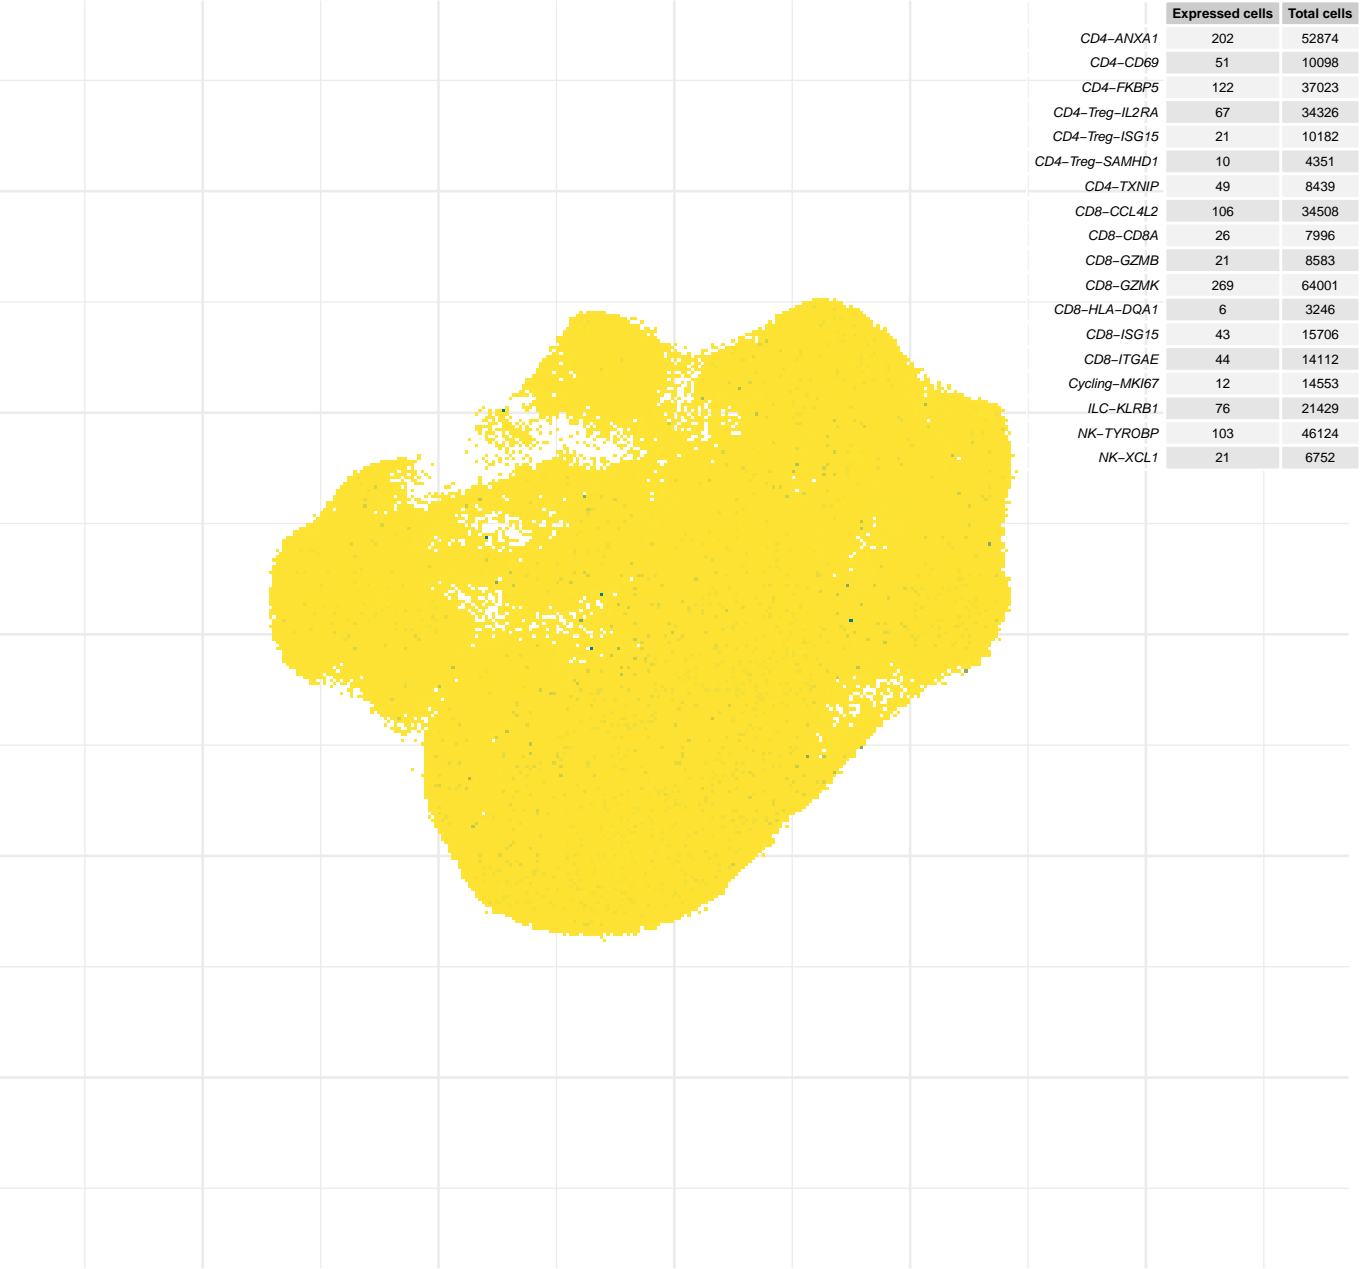 Expressed cells Total cells
CD4−ANXA1 202 52874
CD4−CD69 51 10098
CD4−FKBP5 122 37023
CD4−Treg−IL2RA 67 34326
CD4−Treg−ISG15 21 10182
CD4−Treg−SAMHD1 10 4351
CD4−TXNIP 49 8439
CD8−CCL4L2 106 34508
CD8−CD8A 26 7996
CD8−GZMB 21 8583
CD8−GZMK 269 64001
CD8−HLA−DQA1 6 3246
CD8−ISG15 43 15706
CD8−ITGAE 44 14112
Cycling−MKI67 12 14553
ILC−KLRB1 76 21429
NK−TYROBP 103 46124
NK−XCL1 21 6752